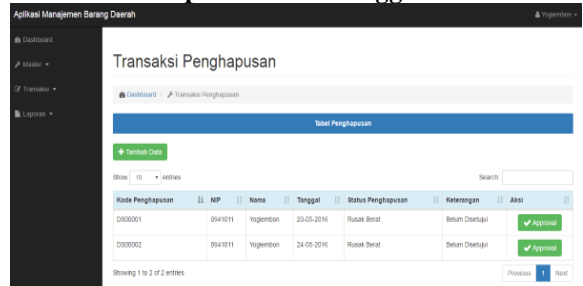 Aplikasi Manajemen Barang Daerah
Yogiembon
Dashboard
Master
Transaksi
Laporan
Transaksi Penghapusan
Dashboard / Transaksi Penghapusan
Tabel Penghapusan
Tambah Data
Show 10 entries
Search:
Kode Penghapusan NIP Nama Tanggal Status Penghapusan Keterangan Aksi
DS00001 0941011 Yogiembon 20-05-2016 Rusak Berat Belum Disetujui Approval
DS00002 0941011 Yogiembon 24-05-2016 Rusak Berat Belum Disetujui Approval
Showing 1 to 2 of 2 entries
Previous 1 Next